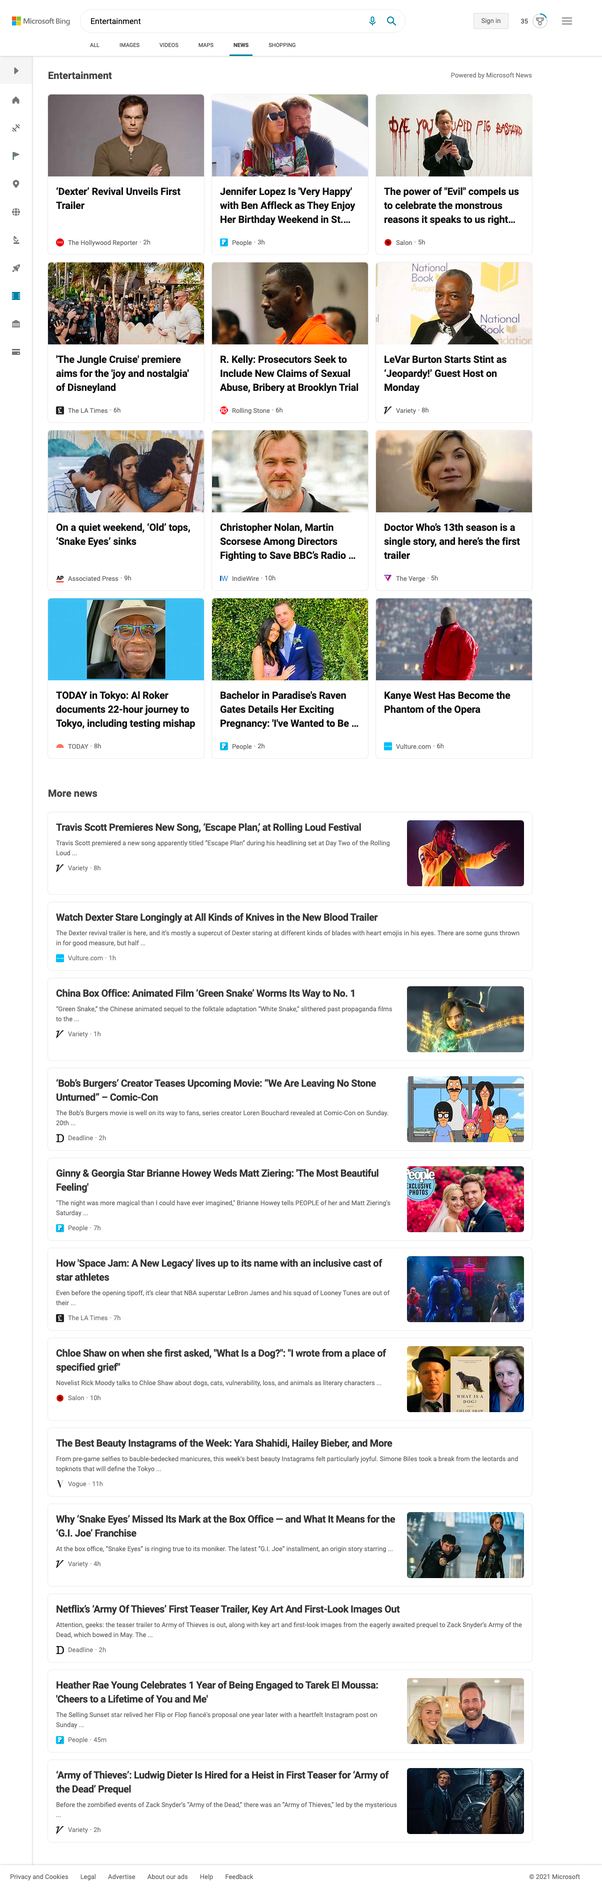 Microsoft Bing
Entertainment
Sign in
35
ALL IMAGES VIDEOS MAPS NEWS SHOPPING
Entertainment
Powered by Microsoft News
‘Dexter’ Revival Unveils First
Trailer
The Hollywood Reporter · 2h
Jennifer Lopez Is 'Very Happy'
with Ben Affleck as They Enjoy
Her Birthday Weekend in St....
People · 3h
The power of "Evil" compels us
to celebrate the monstrous
reasons it speaks to us right…
Salon · 5h
'The Jungle Cruise' premiere
aims for the 'joy and nostalgia'
of Disneyland
The LA Times · 6h
R. Kelly: Prosecutors Seek to
Include New Claims of Sexual
Abuse, Bribery at Brooklyn Trial
Rolling Stone · 6h
National
Book
National
Book
LeVar Burton Starts Stint as
‘Jeopardy!’ Guest Host on
Monday
Variety · 8h
On a quiet weekend, ‘Old’ tops,
‘Snake Eyes’ sinks
AP Associated Press · 9h
Christopher Nolan, Martin
Scorsese Among Directors
Fighting to Save BBC’s Radio …
IW IndieWire · 10h
Doctor Who’s 13th season is a
single story, and here’s the first
trailer
The Verge · 5h
TODAY in Tokyo: Al Roker
documents 22-hour journey to
Tokyo, including testing mishap
TODAY · 8h
Bachelor in Paradise's Raven
Gates Details Her Exciting
Pregnancy: 'I've Wanted to Be …
People · 2h
Kanye West Has Become the
Phantom of the Opera
Vulture.com · 6h
More news
Travis Scott Premieres New Song, ‘Escape Plan,’ at Rolling Loud Festival
Travis Scott premiered a new song apparently titled “Escape Plan” during his headlining set at Day Two of the Rolling
Loud ...
Variety · 8h
Watch Dexter Stare Longingly at All Kinds of Knives in the New Blood Trailer
The Dexter revival trailer is here, and it's mostly a supercut of Dexter staring at different kinds of blades with heart emojis in his eyes. There are some guns thrown
in for good measure, but half ...
Vulture.com · 1h
China Box Office: Animated Film ‘Green Snake’ Worms Its Way to No. 1
“Green Snake,” the Chinese animated sequel to the folktale adaptation “White Snake,” slithered past propaganda films
to the ...
Variety · 1h
‘Bob’s Burgers’ Creator Teases Upcoming Movie: “We Are Leaving No Stone
Unturned” – Comic-Con
The Bob's Burgers movie is well on its way to fans, series creator Loren Bouchard revealed at Comic-Con on Sunday.
20th ...
Deadline · 2h
Ginny & Georgia Star Brianne Howey Weds Matt Ziering: 'The Most Beautiful
Feeling'
"The night was more magical than I could have ever imagined," Brianne Howey tells PEOPLE of her and Matt Ziering's
Saturday ...
People · 7h
People
EXCLUSIVE
PHOTOS
How 'Space Jam: A New Legacy' lives up to its name with an inclusive cast of
star athletes
Even before the opening tipoff, it's clear that NBA superstar LeBron James and his squad of Looney Tunes are out of
their ...
The LA Times · 7h
Chloe Shaw on when she first asked, "What Is a Dog?": "I wrote from a place of
specified grief"
Novelist Rick Moody talks to Chloe Shaw about dogs, cats, vulnerability, loss, and animals as literary characters ...
Salon · 10h
WHAT IS A
DOG?
CHLOE SHAW
The Best Beauty Instagrams of the Week: Yara Shahidi, Hailey Bieber, and More
From pre-game selfies to bauble-bedecked manicures, this week's best beauty Instagrams felt particularly joyful. Simone Biles took a break from the leotards and
topknots that will define the Tokyo ...
Vogue · 11h
Why ‘Snake Eyes’ Missed Its Mark at the Box Office — and What It Means for the
‘G.I. Joe’ Franchise
At the box office, “Snake Eyes” is ringing true to its moniker. The latest “G.I. Joe” installment, an origin story starring ...
Variety · 4h
Netflix’s ‘Army Of Thieves’ First Teaser Trailer, Key Art And First-Look Images Out
Attention, geeks: the teaser trailer to Army of Thieves is out, along with key art and first-look images from the eagerly awaited prequel to Zack Snyder's Army of the
Dead, which bowed in May. The ...
Deadline · 2h
Heather Rae Young Celebrates 1 Year of Being Engaged to Tarek El Moussa:
'Cheers to a Lifetime of You and Me'
The Selling Sunset star relived her Flip or Flop fiancé's proposal one year later with a heartfelt Instagram post on
Sunday ...
People · 45m
‘Army of Thieves’: Ludwig Dieter Is Hired for a Heist in First Teaser for ‘Army of
the Dead’ Prequel
Before the zombified events of Zack Snyder's “Army of the Dead,” there was an “Army of Thieves,” led by the mysterious
...
Variety · 2h
Privacy and Cookies Legal Advertise About our ads Help Feedback
© 2021 Microsoft